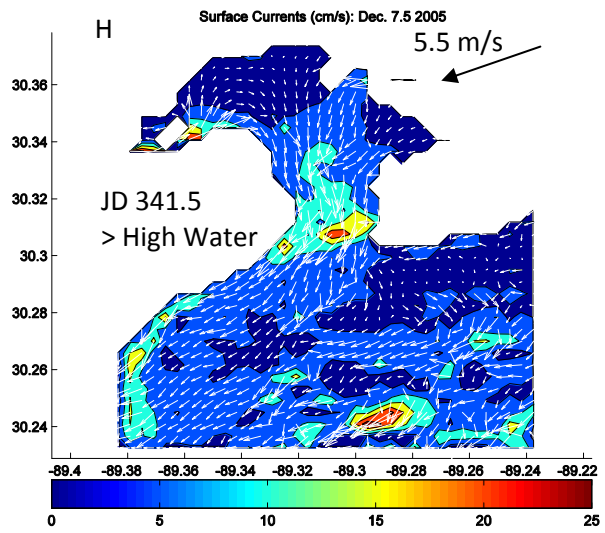 Surface Currents (cm/s): Dec. 7.5 2005
H
5.5 m/s
30.36
30.34
JD 341.5
30.32
> High Water
30.3
30.28
30.26
30.24
-89.4 -89.38 -89.36 -89.34 -89.32 -89.3 -89.28 -89.26 -89.24 -89.22
0 5 10 15 20 25